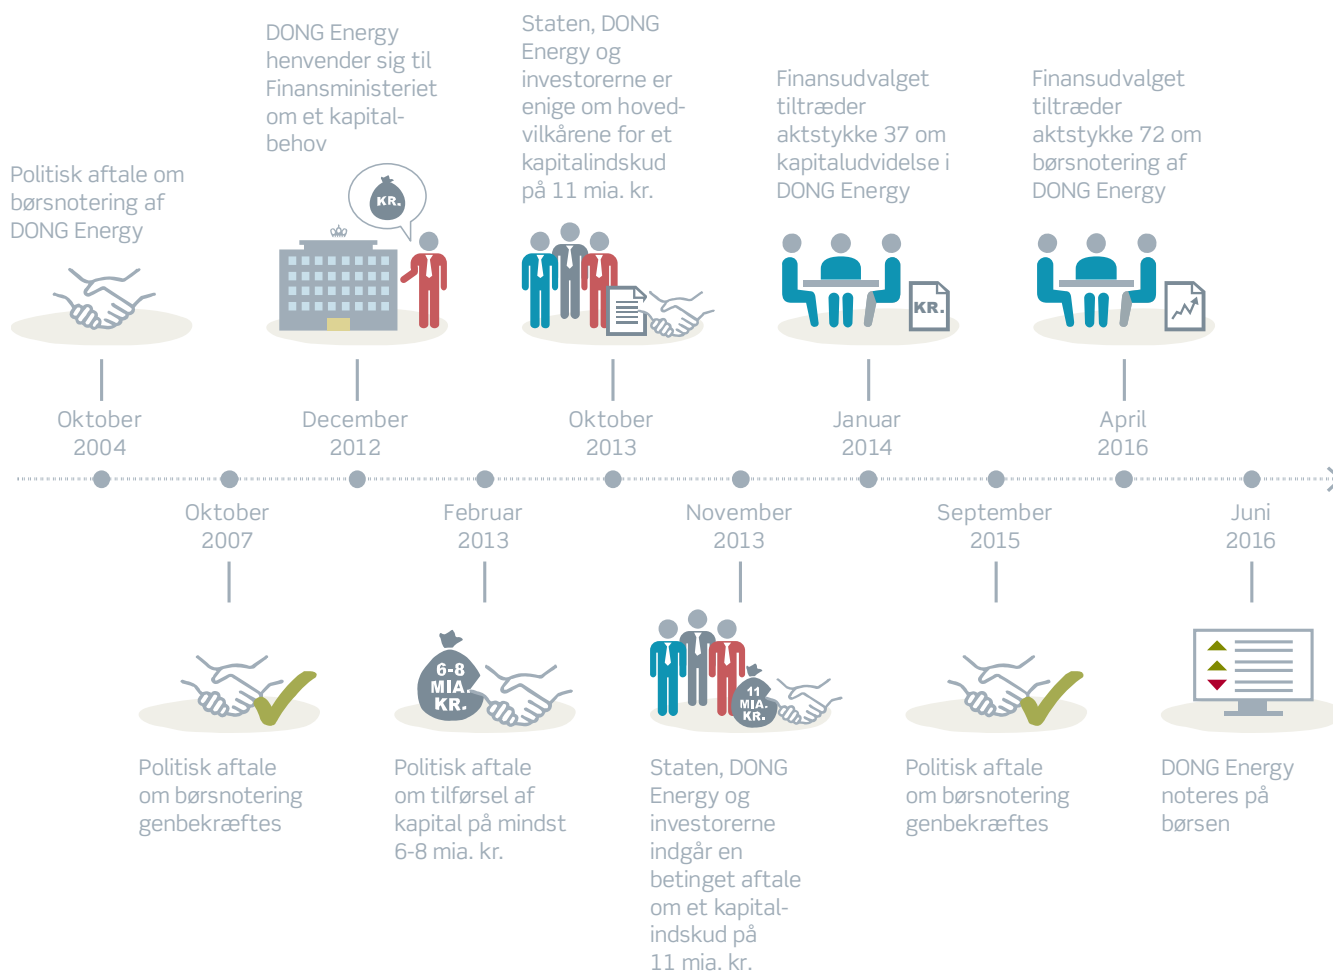 Politisk aftale om
børsnotering af
DONG Energy
Oktober
2004
Oktober
2007
Politisk aftale
om børsnotering
genbekræftes
DONG Energy
henvender sig til
Finansministeriet
om et kapital-
behov
KR.
December
2012
Februar
2013
6-8
MIA.
KR.
Politisk aftale
om tilførsel af
kapital på mindst
6-8 mia. kr.
Staten, DONG
Energy og
investorerne er
enige om hoved-
vilkårene for et
kapitalindskud
på 11 mia. kr.
Oktober
2013
November
2013
11
MIA.
KR.
Staten, DONG
Energy og
investorerne
indgår en
betinget aftale
om et kapital-
indskud på
11 mia. kr.
Finansudvalget
tiltræder
aktstykke 37 om
kapitaludvidelse i
DONG Energy
KR.
Januar
2014
September
2015
Politisk aftale
om børsnotering
genbekræftes
Finansudvalget
tiltræder
aktstykke 72 om
børsnotering af
DONG Energy
April
2016
Juni
2016
DONG Energy
noteres på
børsen